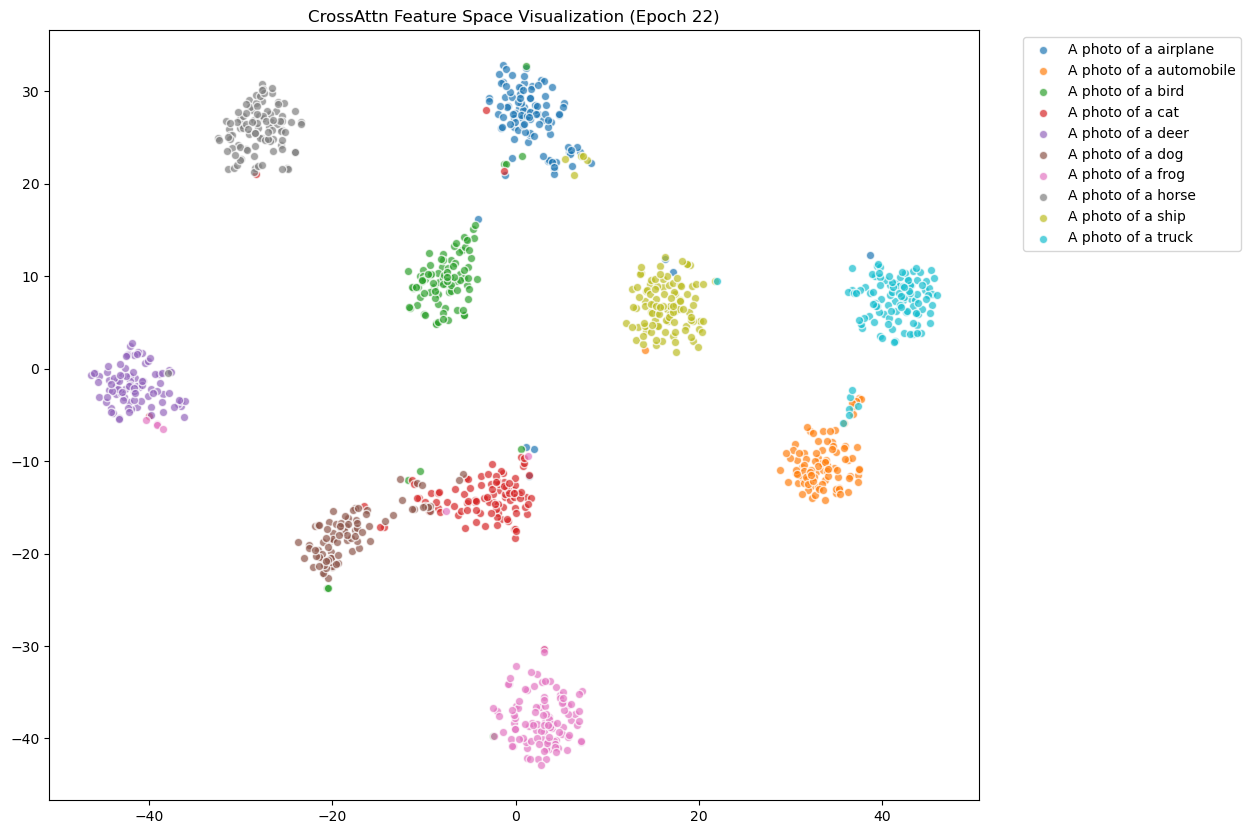 CrossAttn Feature Space Visualization (Epoch 22)
A photo of a airplane
A photo of a automobile
A photo of a bird
A photo of a cat
A photo of a deer
A photo of a dog
A photo of a frog
A photo of a horse
A photo of a ship
A photo of a truck
30
20
10
0
−10
−20
−30
−40
−40 −20 0 20 40